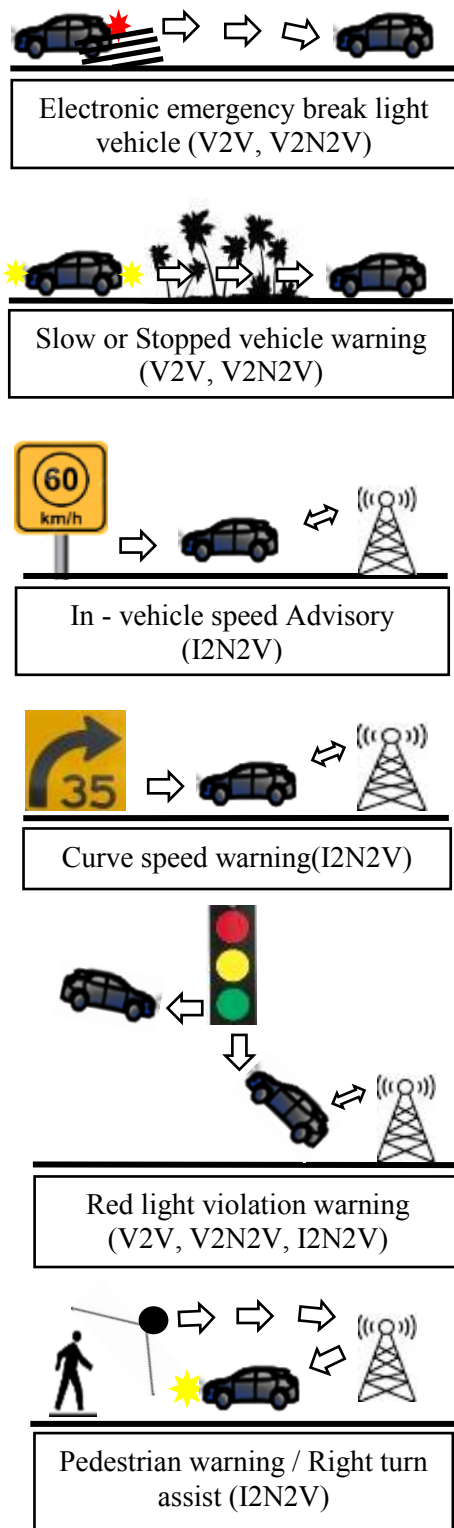 Electronic emergency break light
vehicle (V2V, V2N2V)
Slow or Stopped vehicle warning
(V2V, V2N2V)
60
km/h
In - vehicle speed Advisory
(I2N2V)
35
Curve speed warning(I2N2V)
Red light violation warning
(V2V, V2N2V, I2N2V)
Pedestrian warning / Right turn
assist (I2N2V)